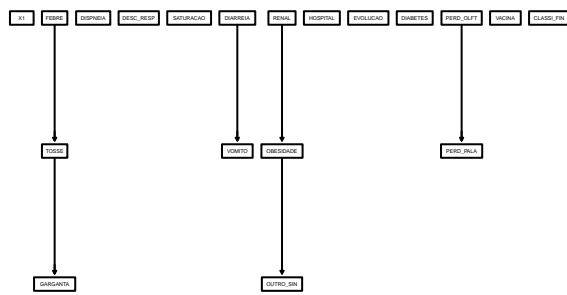 X1 FEBRE DISPNEIA DESC_RESP SATURACAO DIARREIA RENAL HOSPITAL EVOLUCAO DIABETES PERD_OLFT VACINA CLASSI_FIN
TOSSE VOMITO OBESIDADE PERD_PALA
GARGANTA OUTRO_SIN